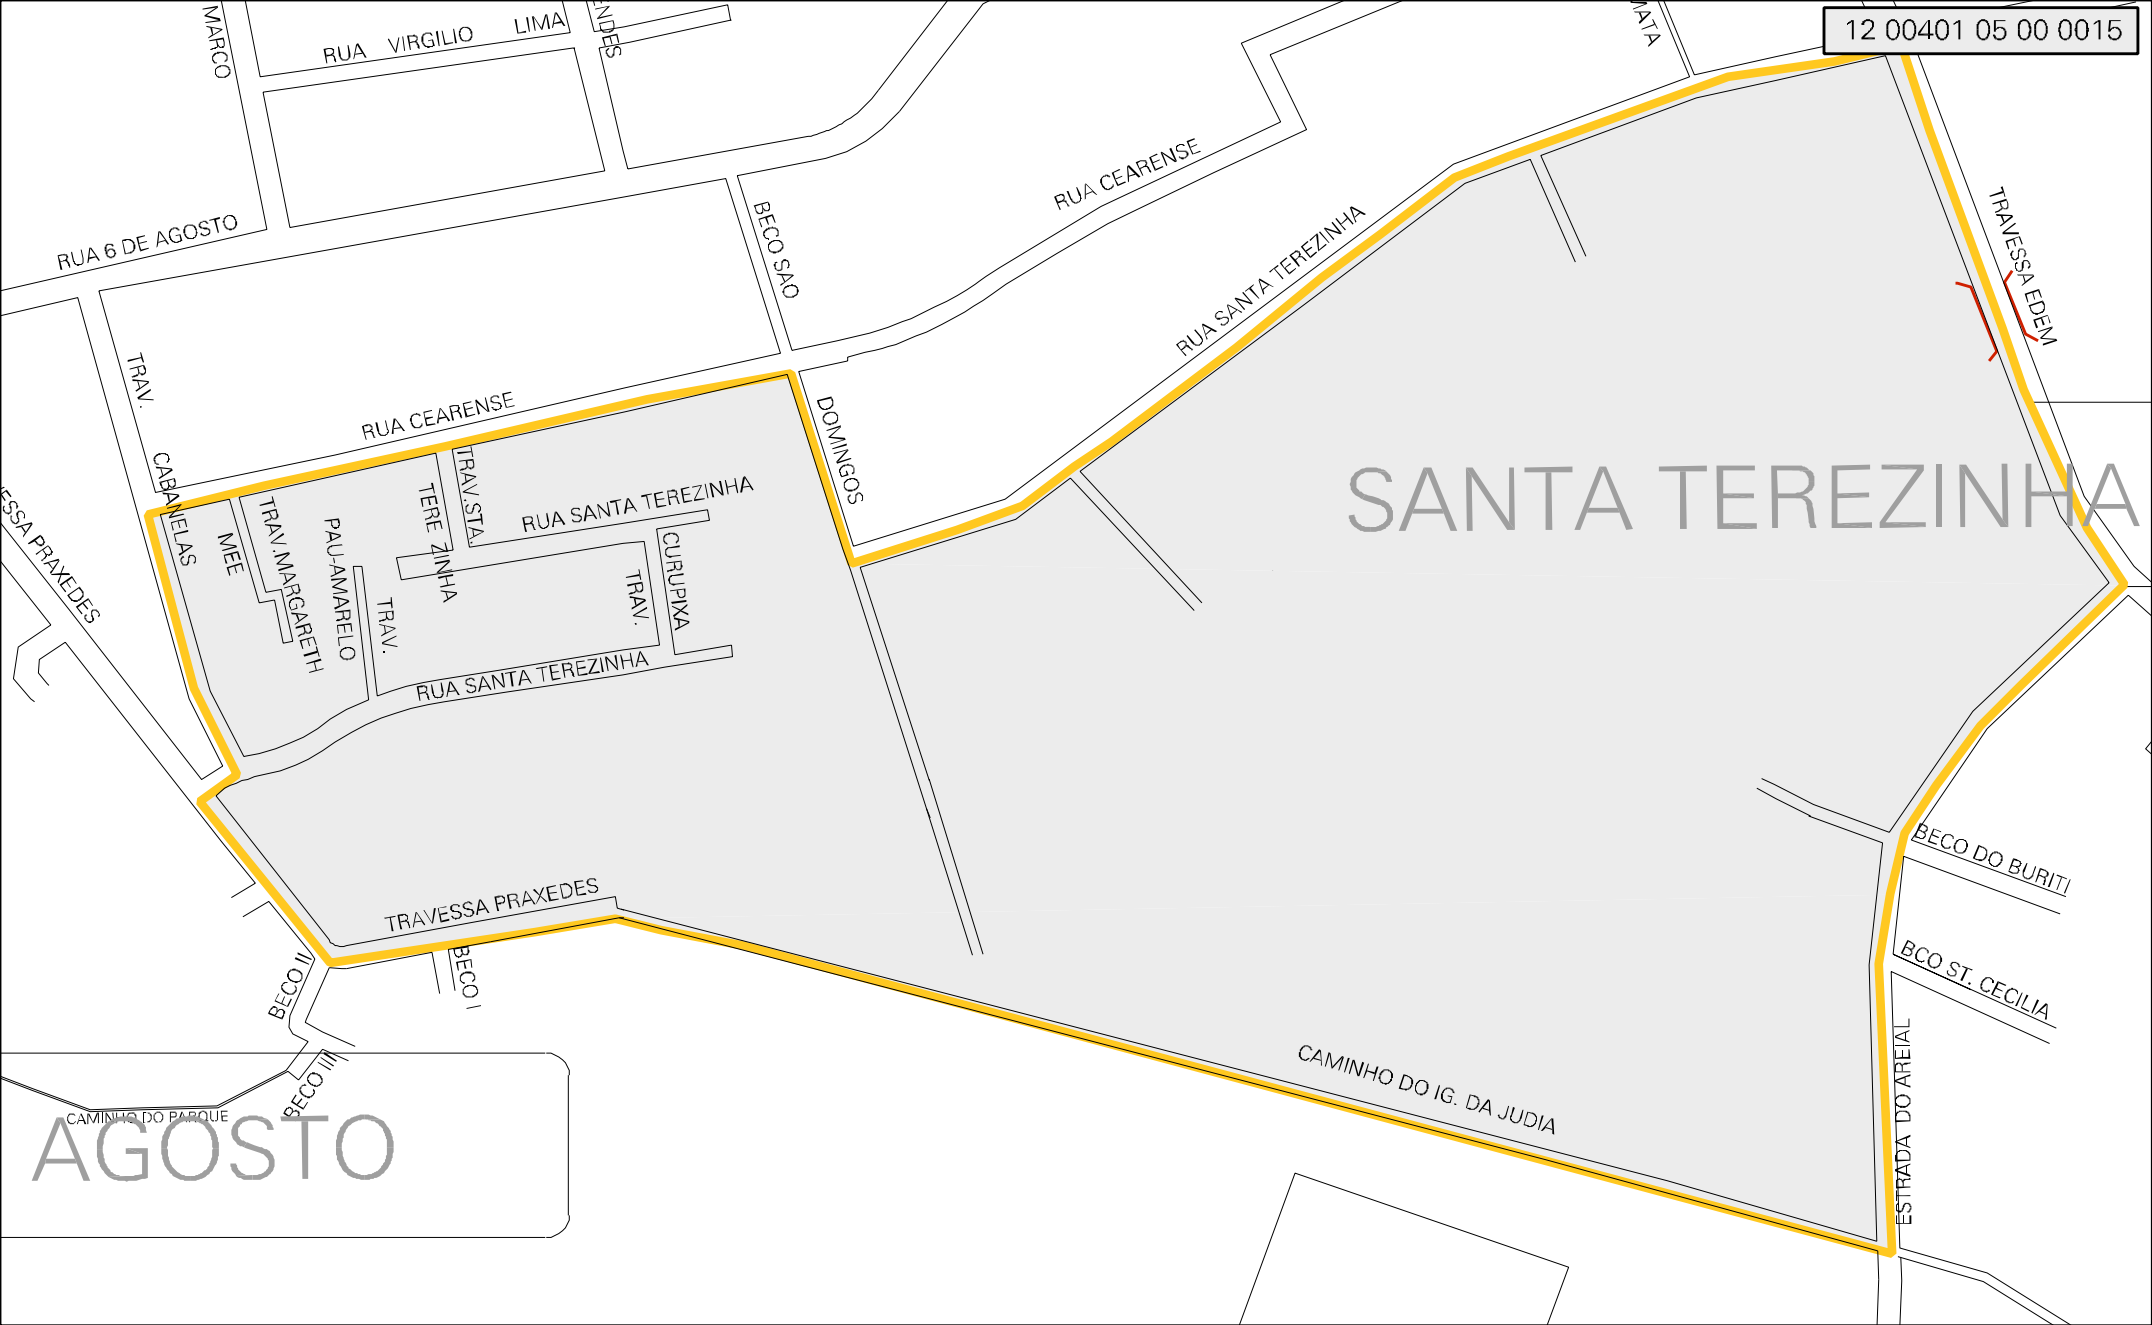 12 00401 05 00 0015
MARCO
RUA VIRGILIO LIMA
RUA 6 DE AGOSTO
BECO SAO
DOMINGOS
RUA CEARENSE
RUA SANTA TEREZINHA
TRAVESSA EDEM
TRAV.
CABANELAS
RUA CEARENSE
SANTA TEREZINHA
PRAXEDES
MEE
TRAV.MARGARETH
PAU-AMARELO
TRAV.
TERE ZINHA
TRAV.STA.
RUA SANTA TEREZINHA
TRAV.
CURUPIXA
RUA SANTA TEREZINHA
BECO DO BURITI
TRAVESSA PRAXEDES
BCO ST. CECILIA
BECO II
BECO I
BECO III
CAMINHO DO IG. DA JUDIA
ESTRADA DO AREIAL
CAMINHO DO PARQUE
AGOSTO